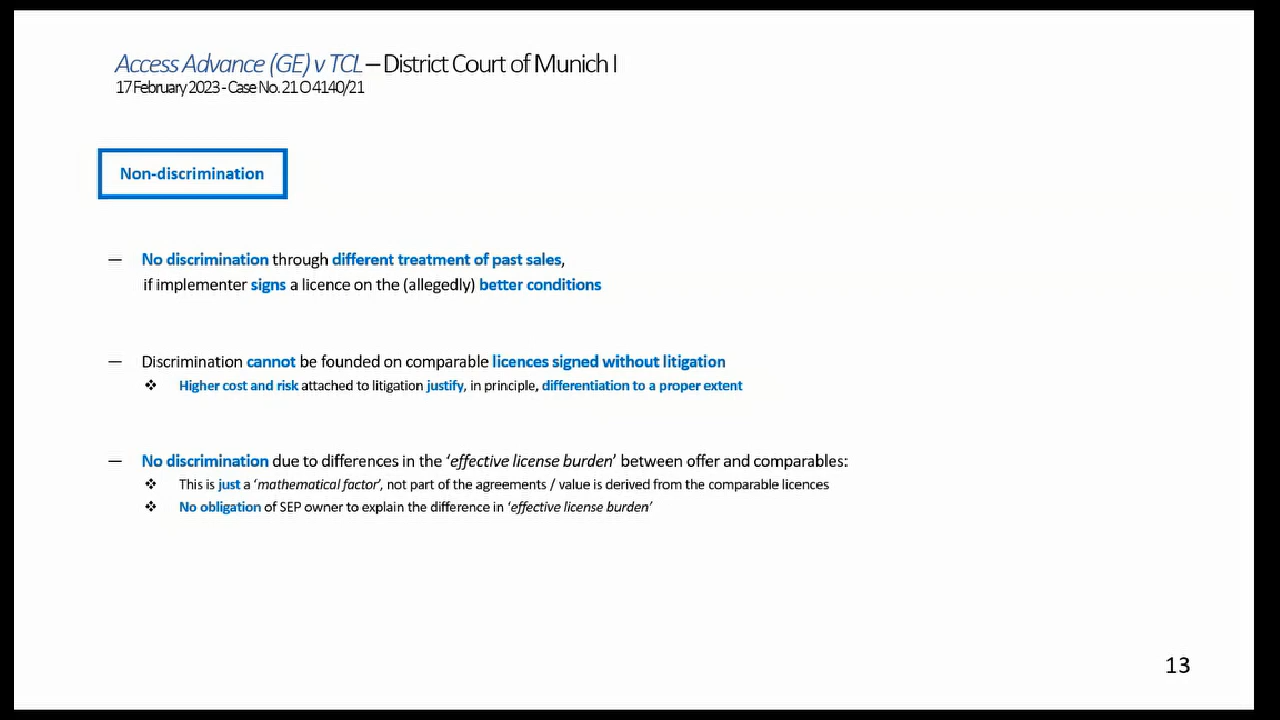 Access Advance (GE) v TCL – District Court of Munich I
17 February 2023 - Case No. 21 O 4140/21
Non-discrimination
— No discrimination through different treatment of past sales,
if implementer signs a licence on the (allegedly) better conditions
— Discrimination cannot be founded on comparable licences signed without litigation
❖ Higher cost and risk attached to litigation justify, in principle, differentiation to a proper extent
— No discrimination due to differences in the ‘effective license burden’ between offer and comparables:
❖ This is just a ‘mathematical factor’, not part of the agreements / value is derived from the comparable licences
❖ No obligation of SEP owner to explain the difference in ‘effective license burden’
13